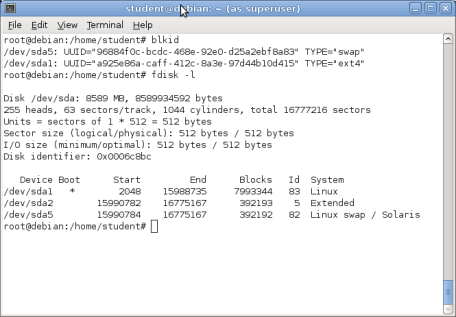 student@debian: ~ (as superuser)
File Edit View Terminal Help
root@debian:/home/student# blkid
/dev/sda5: UUID="96884f0c-bcdc-468e-92e0-d25a2ebf8a83" TYPE="swap"
/dev/sda1: UUID="a925e86a-caff-412c-8a3e-97d44b10d415" TYPE="ext4"
root@debian:/home/student# fdisk -l
Disk /dev/sda: 8589 MB, 8589934592 bytes
255 heads, 63 sectors/track, 1044 cylinders, total 16777216 sectors
Units = sectors of 1 * 512 = 512 bytes
Sector size (logical/physical): 512 bytes / 512 bytes
I/O size (minimum/optimal): 512 bytes / 512 bytes
Disk identifier: 0x0006c8bc
Device Boot Start End Blocks Id System
/dev/sda1 * 2048 15988735 7993344 83 Linux
/dev/sda2 15990782 16775167 392193 5 Extended
/dev/sda5 15990784 16775167 392192 82 Linux swap / Solaris
root@debian:/home/student#